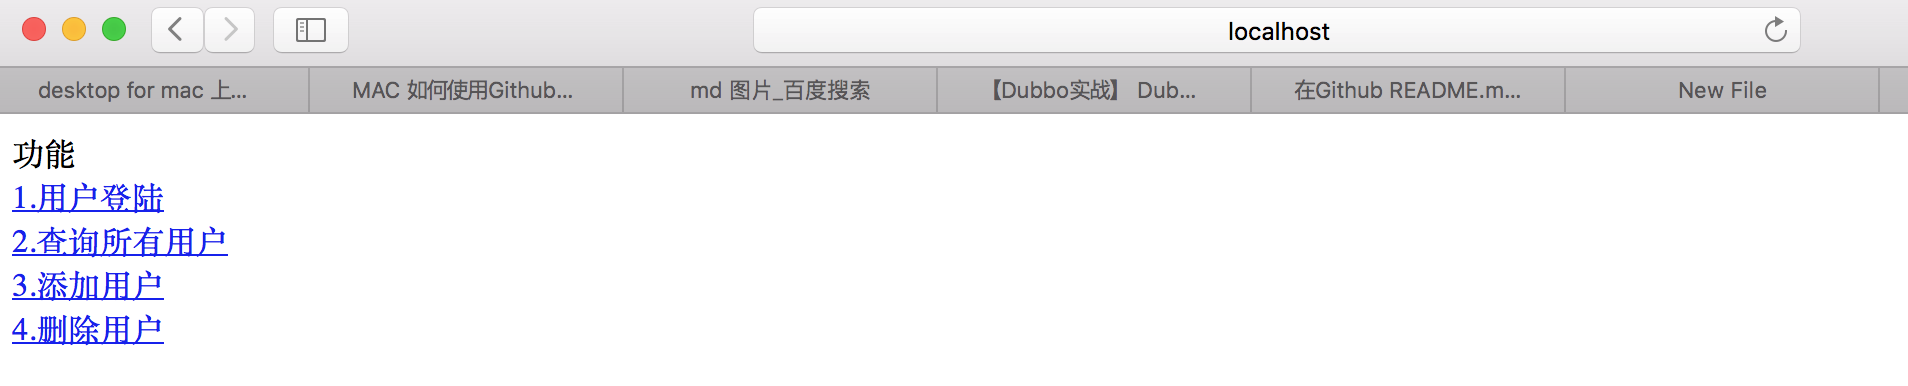 localhost
desktop for mac 上...
MAC 如何使用Github...
md 图片_百度搜索
【Dubbo实战】 Dub...
在Github README.m...
New File
功能
1.用户登陆
2.查询所有用户
3.添加用户
4.删除用户